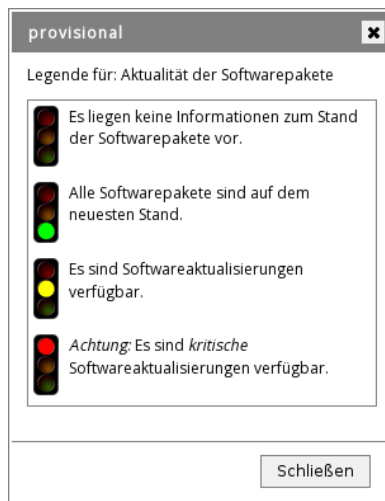 provisional
Legende für: Aktualität der Softwarepakete
Es liegen keine Informationen zum Stand
der Softwarepakete vor.
Alle Softwarepakete sind auf dem
neuesten Stand.
Es sind Softwareaktualisierungen
verfügbar.
Achtung: Es sind kritische
Softwareaktualisierungen verfügbar.
Schließen